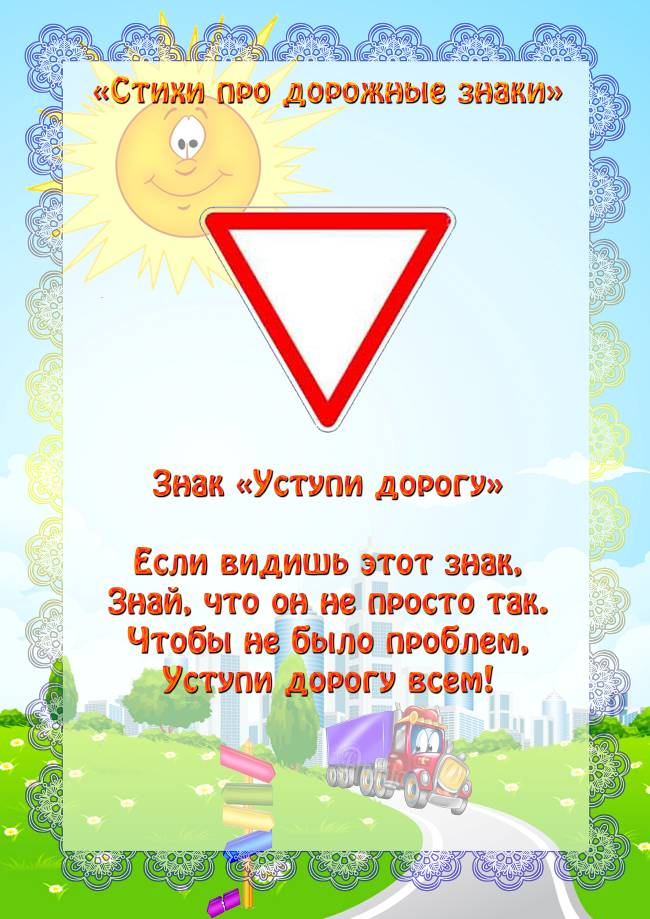 «Стихи про дорожные знаки»
Знак «Уступи дорогу»
Если видишь этот знак,
Знай, что он не просто так.
Чтобы не было проблем,
Уступи дорогу всем!